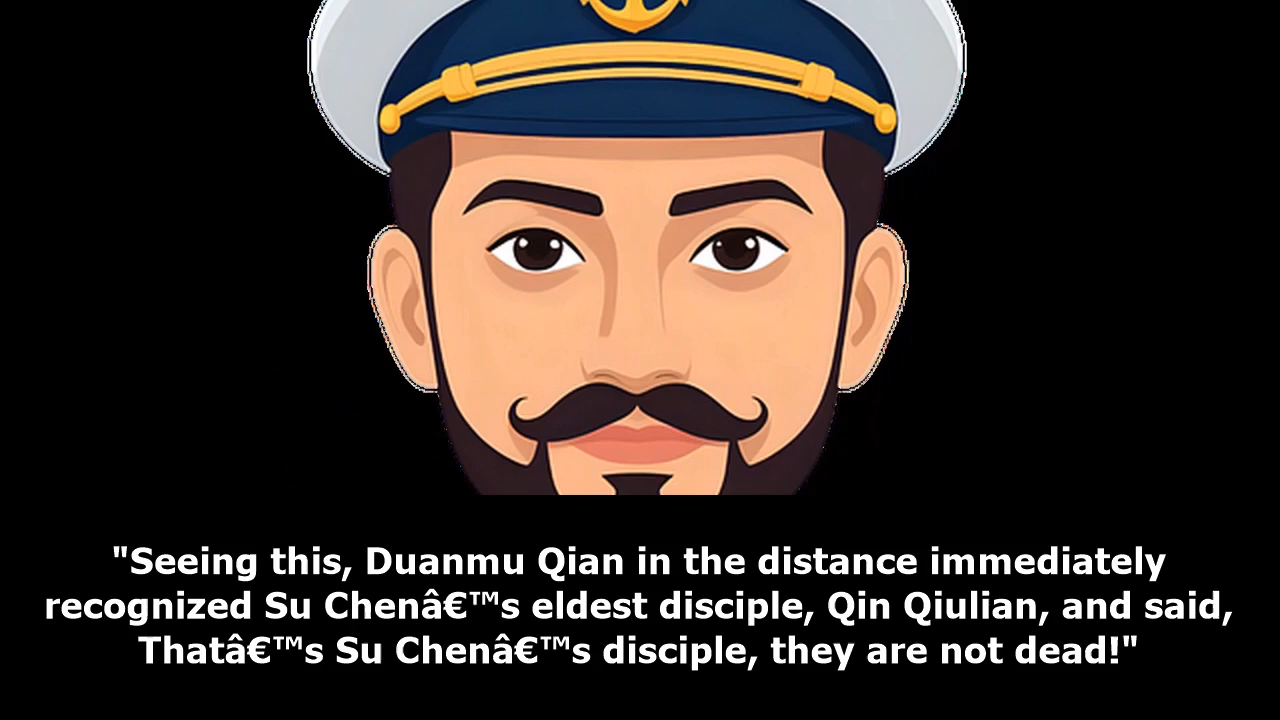 "Seeing this, Duanmu Qian in the distance immediately
recognized Su Chenâ€™s eldest disciple, Qin Qiulian, and said,
Thatâ€™s Su Chenâ€™s disciple, they are not dead!"